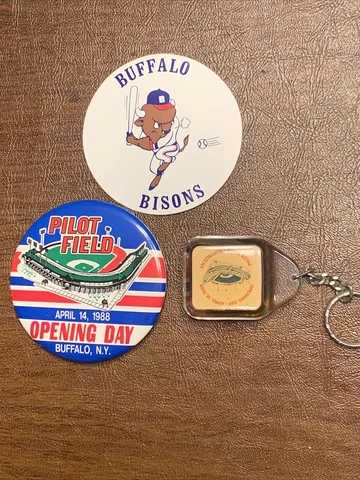 BUFFALO
BISONS
PILOT
FIELD
APRIL 14, 1988
OPENING DAY
BUFFALO, N.Y.